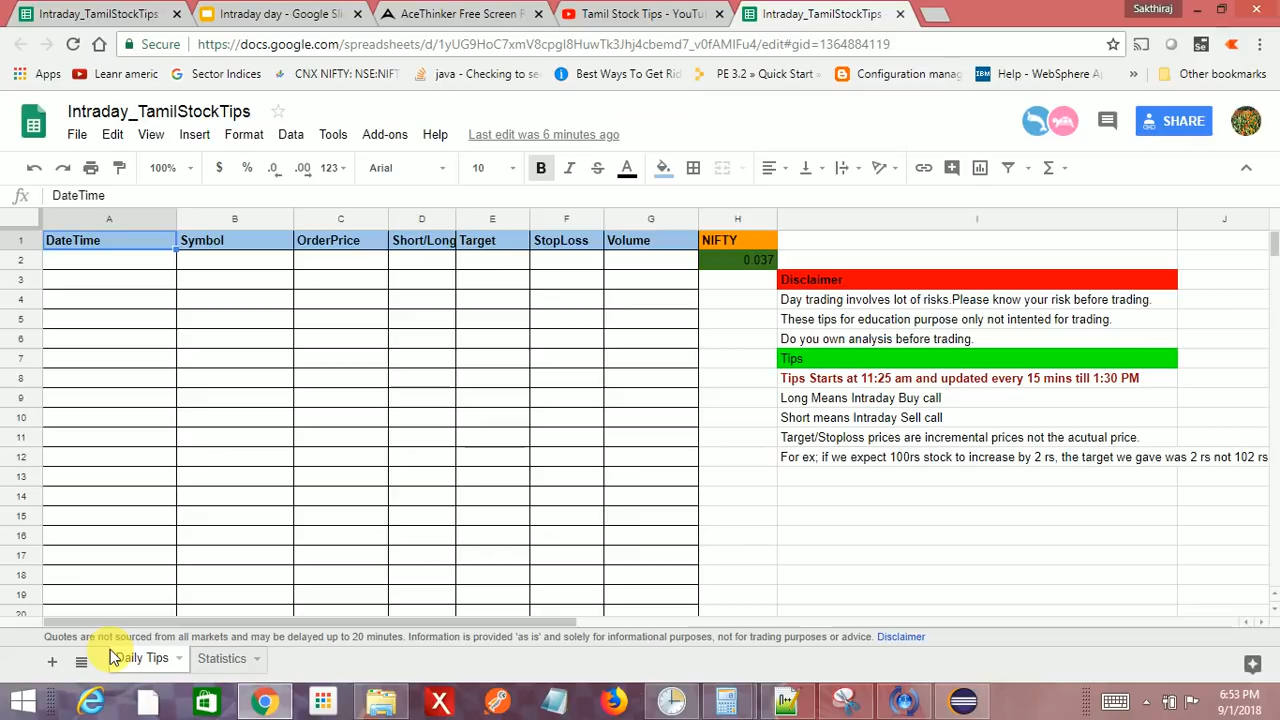 Intraday_TamilStockTips
Intraday day - Google Sli
AceThinker Free Screen R
Tamil Stock Tips - YouTu
Intraday_TamilStockTips
Sakthiraj
Secure
https://docs.google.com/spreadsheets/d/1yUG9HoC7xmV8cpgI8HuwTk3Jhj4cbemd7_v0fAMIFu4/edit#gid=1364884119
Apps
Learn americ
Sector Indices
CNX NIFTY: NSE:NIFT
java - Checking to se
Best Ways To Get Rid
PE 3.2 » Quick Start
Configuration manag
IBM
Help - WebSphere Ap
»
Other bookmarks
Intraday_TamilStockTips
File Edit View Insert Format Data Tools Add-ons Help Last edit was 6 minutes ago
SHARE
100% $ % .0 .00 123 Arial 10 B I S A
fx DateTime
A B C D E F G H I J
1 DateTime Symbol OrderPrice Short/Long Target StopLoss Volume NIFTY
2 0.037
3 Disclaimer
4 Day trading involves lot of risks.Please know your risk before trading.
5 These tips for education purpose only not intented for trading.
6 Do you own analysis before trading.
7 Tips
8 Tips Starts at 11:25 am and updated every 15 mins till 1:30 PM
9 Long Means Intraday Buy call
10 Short means Intraday Sell call
11 Target/Stoploss prices are incremental prices not the acutual price.
12 For ex; if we expect 100rs stock to increase by 2 rs, the target we gave was 2 rs not 102 rs
13
14
15
16
17
18
19
20
Quotes are not sourced from all markets and may be delayed up to 20 minutes. Information is provided 'as is' and solely for informational purposes, not for trading purposes or advice. Disclaimer
Daily Tips
Statistics
6:53 PM
9/1/2018